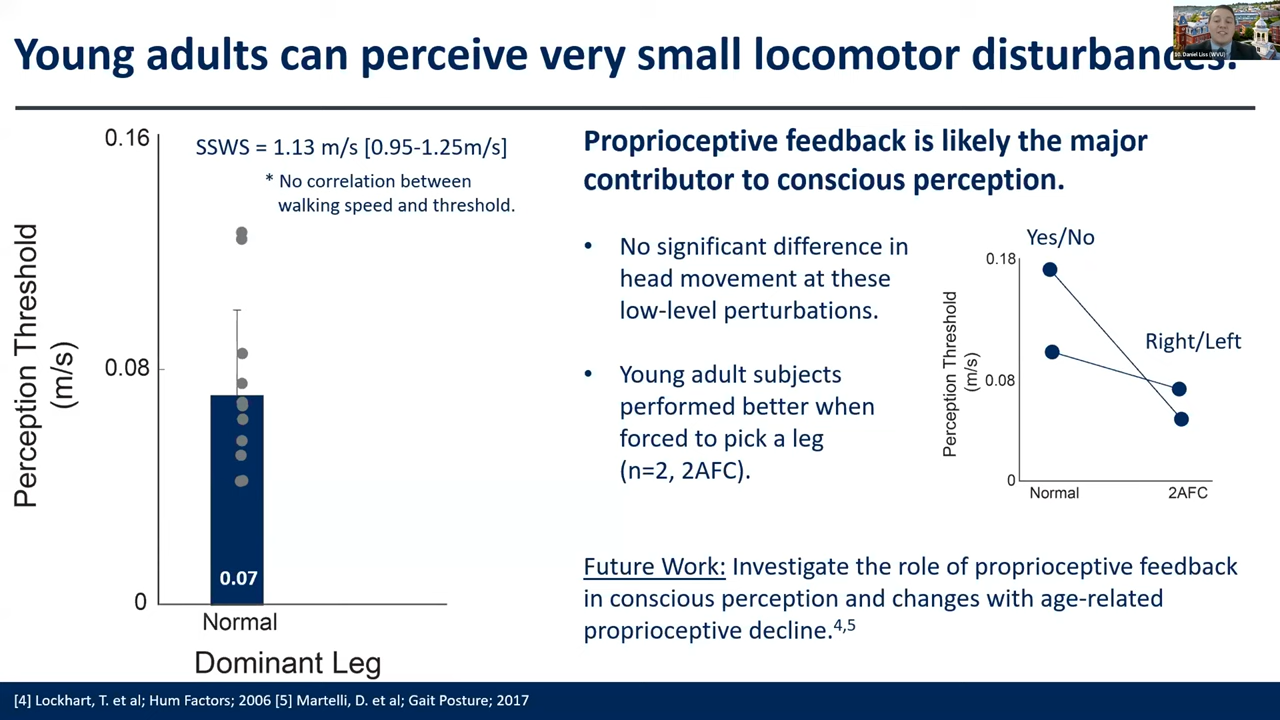 Young adults can perceive very small locomotor disturbances.
10. Daniel Liss (WVU)
0.16
0.08
0
Perception Threshold
(m/s)
SSWS = 1.13 m/s [0.95-1.25m/s]
* No correlation between
walking speed and threshold.
0.07
Normal
Dominant Leg
Proprioceptive feedback is likely the major
contributor to conscious perception.
• No significant difference in
head movement at these
low-level perturbations.
• Young adult subjects
performed better when
forced to pick a leg
(n=2, 2AFC).
Yes/No
Right/Left
0.18
0.08
0
Perception Threshold
(m/s)
Normal
2AFC
Future Work: Investigate the role of proprioceptive feedback
in conscious perception and changes with age-related
proprioceptive decline.4,5
[4] Lockhart, T. et al; Hum Factors; 2006 [5] Martelli, D. et al; Gait Posture; 2017